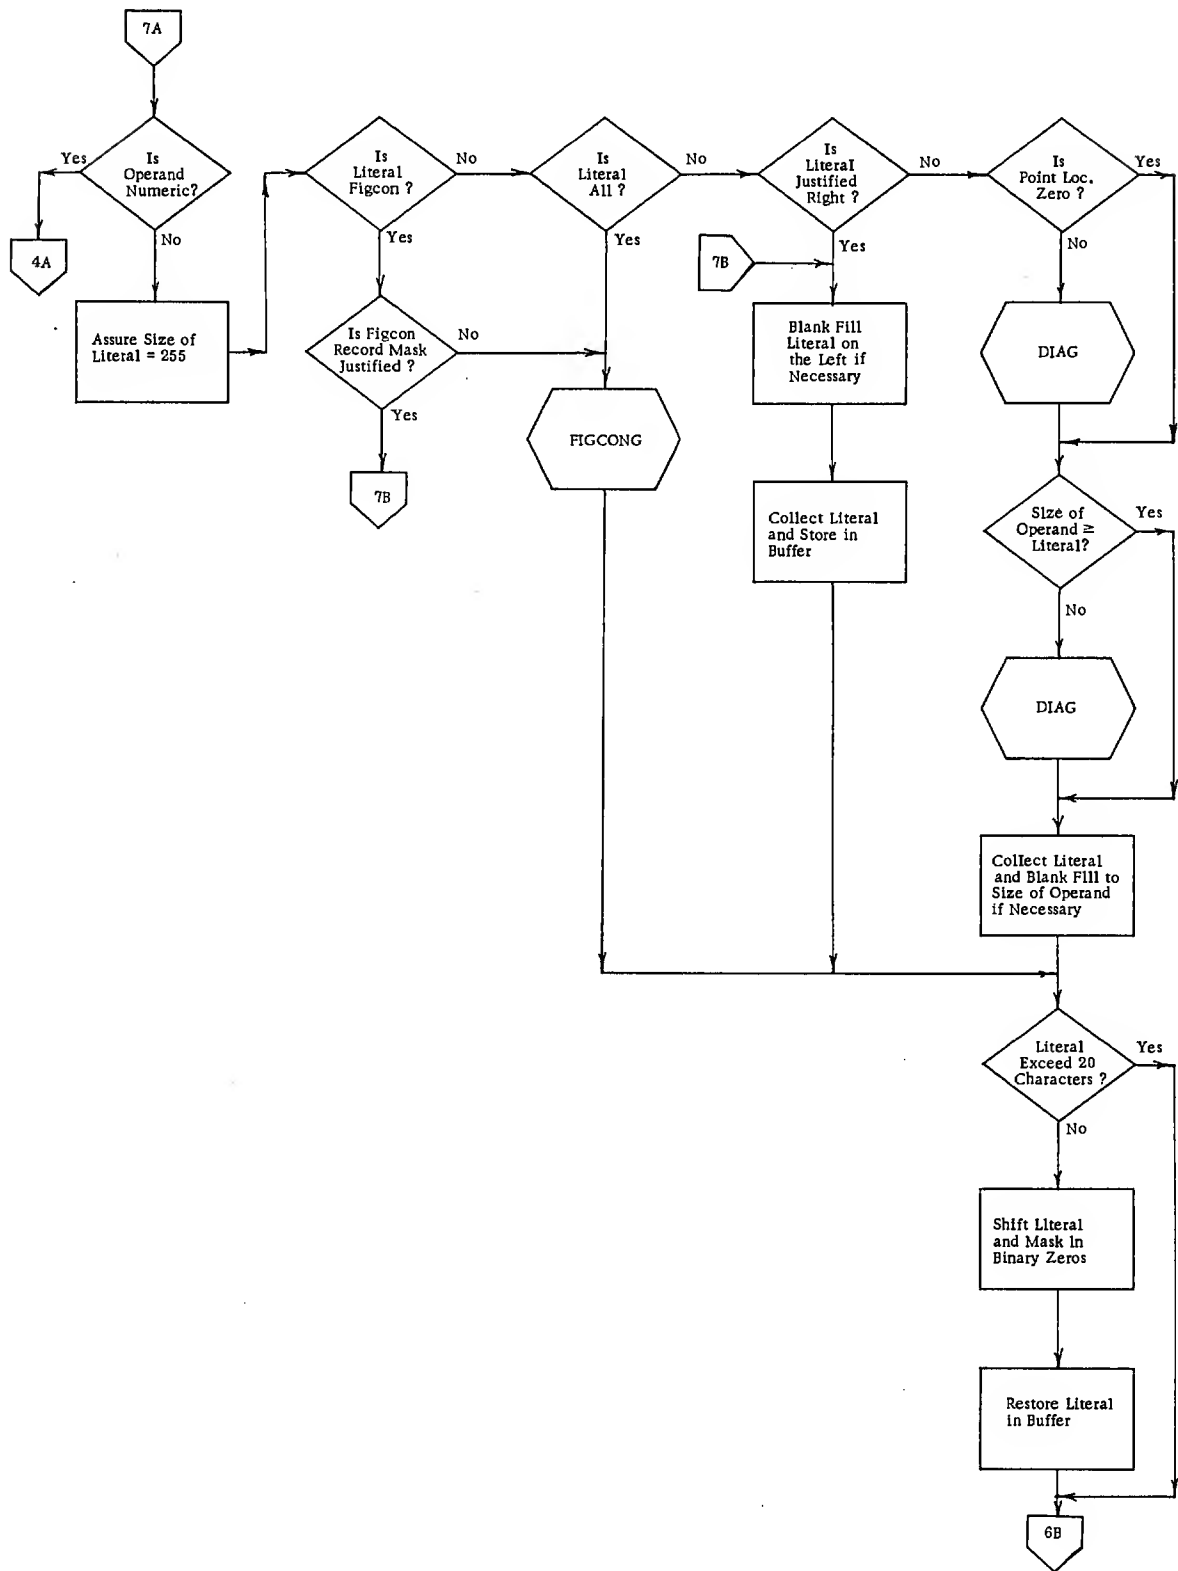 7A
Is
Operand
Numeric?
Yes
No
4A
Assure Size of
Literal = 255
Is
Literal
Figcon ?
No
Yes
Is Figcon
Record Mask
Justified ?
No
Yes
7B
Is
Literal
All ?
No
Yes
FIGCONG
Is
Literal
Justified
Right ?
No
Yes
7B
Blank Fill
Literal on
the Left if
Necessary
Collect Literal
and Store in
Buffer
Is
Point Loc.
Zero ?
Yes
No
DIAG
Size of
Operand ≥
Literal?
Yes
No
DIAG
Collect Literal
and Blank Fill to
Size of Operand
if Necessary
Literal
Exceed 20
Characters ?
Yes
No
Shift Literal
and Mask in
Binary Zeros
Restore Literal
in Buffer
6B